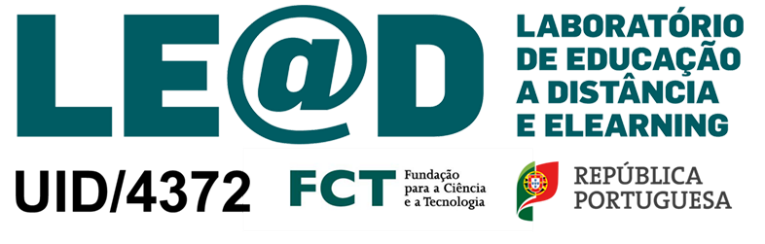 LE@D
LABORATÓRIO
DE EDUCAÇÃO
A DISTÂNCIA
E ELEARNING
UID/4372
FCT
Fundação
para a Ciência
e a Tecnologia
REPÚBLICA
PORTUGUESA